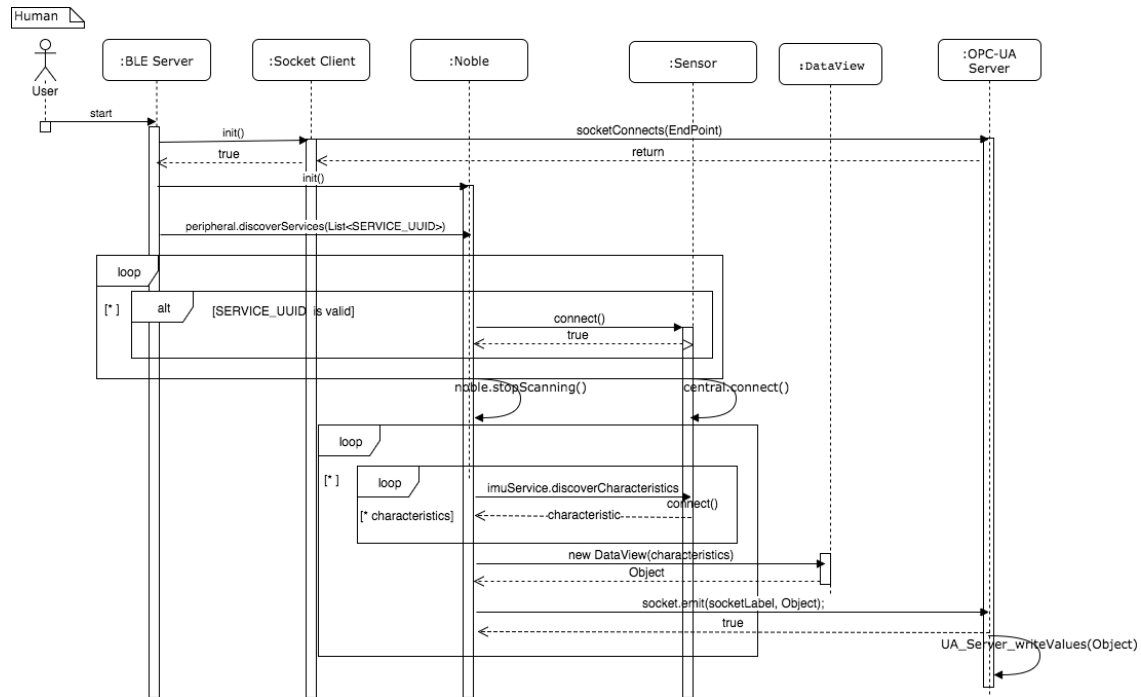 Human
User
:BLE Server
:Socket Client
:Noble
:Sensor
:DataView
:OPC-UA
Server
start
init()
socketConnects(EndPoint)
true
return
init()
peripheral.discoverServices(List<SERVICE_UUID>)
loop
[* ]
alt
[SERVICE_UUID is valid]
connect()
true
noble.stopScanning()
central.connect()
loop
[* ]
loop
imuService.discoverCharacteristics
connect()
[* characteristics]
characteristic
new DataView(characteristics)
Object
socket.emit(socketLabel, Object);
true
UA_Server_writeValues(Object)